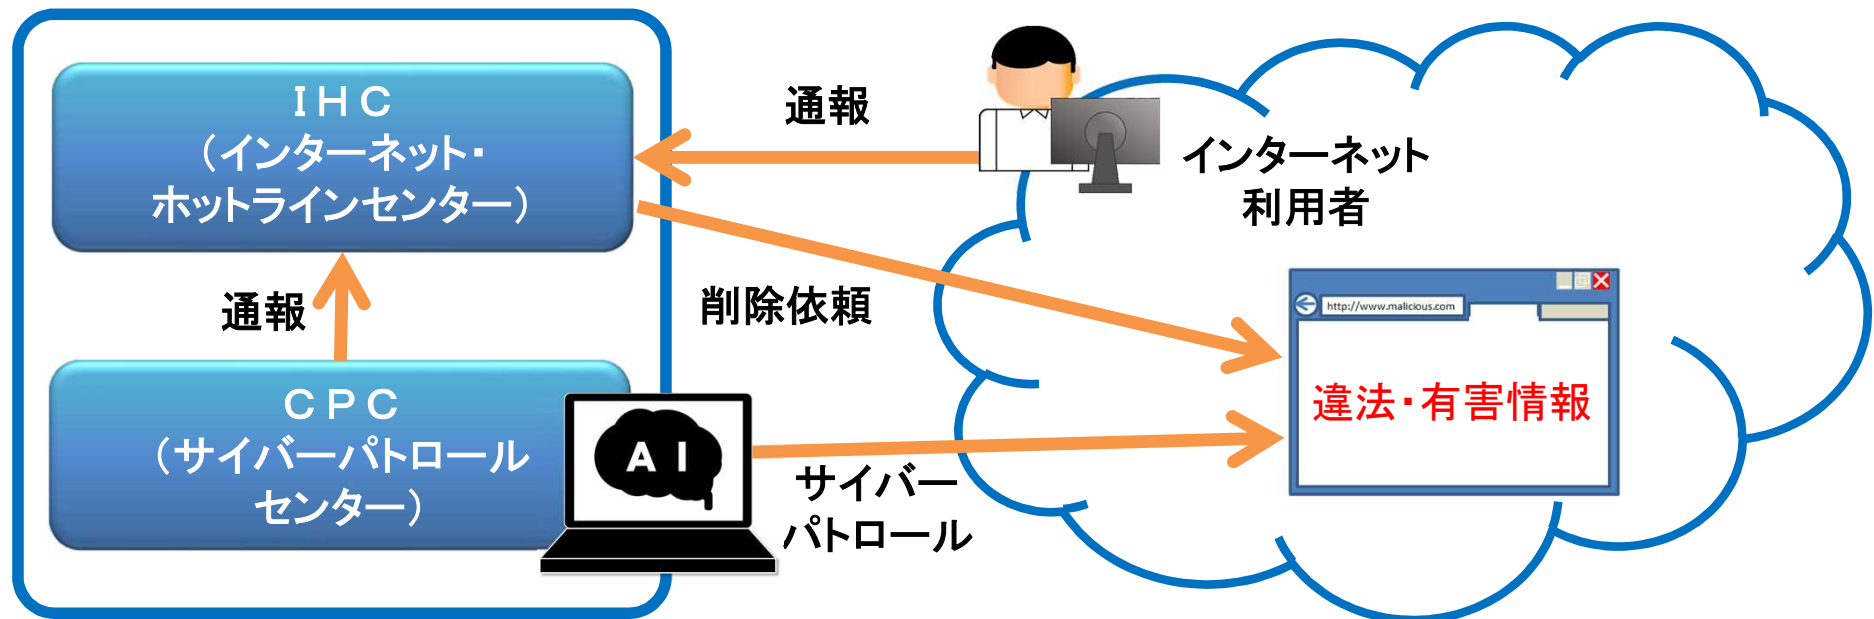 ＩＨＣ
（インターネット・
ホットラインセンター）
通報
インターネット
利用者
通報
削除依頼
http://www.malicious.com
違法・有害情報
ＣＰＣ
（サイバーパトロール
センター）
ＡＩ
サイバー
パトロール